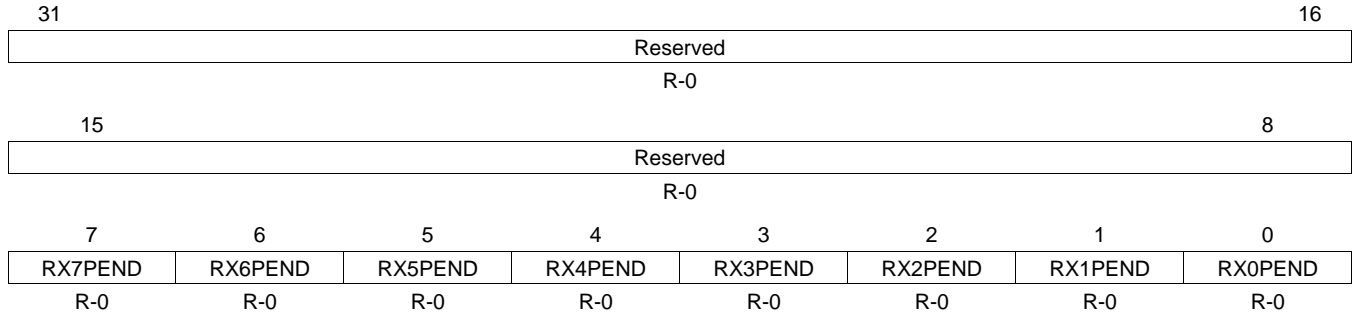 31 16
Reserved
R-0
15 8
Reserved
R-0
7 6 5 4 3 2 1 0
RX7PEND RX6PEND RX5PEND RX4PEND RX3PEND RX2PEND RX1PEND RX0PEND
R-0 R-0 R-0 R-0 R-0 R-0 R-0 R-0